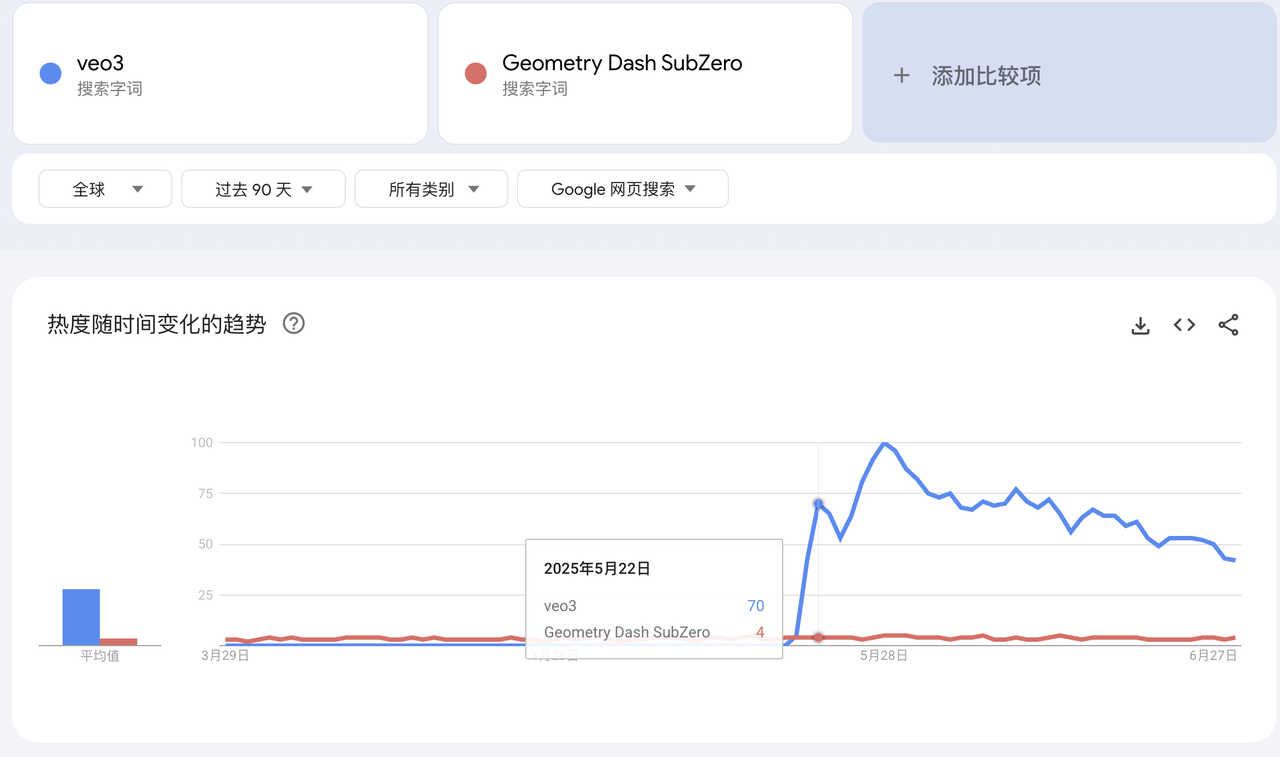 veo3
搜索字词
Geometry Dash SubZero
搜索字词
+ 添加比较项
全球
过去 90 天
所有类别
Google 网页搜索
热度随时间变化的趋势 ?
100
75
50
25
2025年5月22日
veo3 70
Geometry Dash SubZero 4
平均值
3月29日
4月28日
5月28日
6月27日